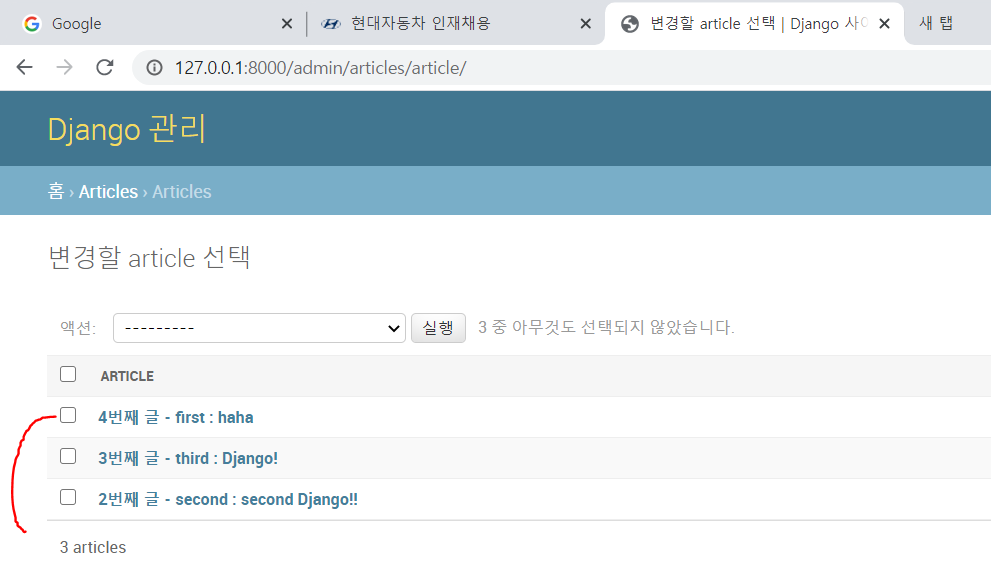 Google
현대자동차 인재채용
변경할 article 선택 | Django 사이
새 탭
127.0.0.1:8000/admin/articles/article/
Django 관리
홈 › Articles › Articles
변경할 article 선택
액션: --------- 실행 3 중 아무것도 선택되지 않았습니다.
ARTICLE
4번째 글 - first : haha
3번째 글 - third : Django!
2번째 글 - second : second Django!!
3 articles